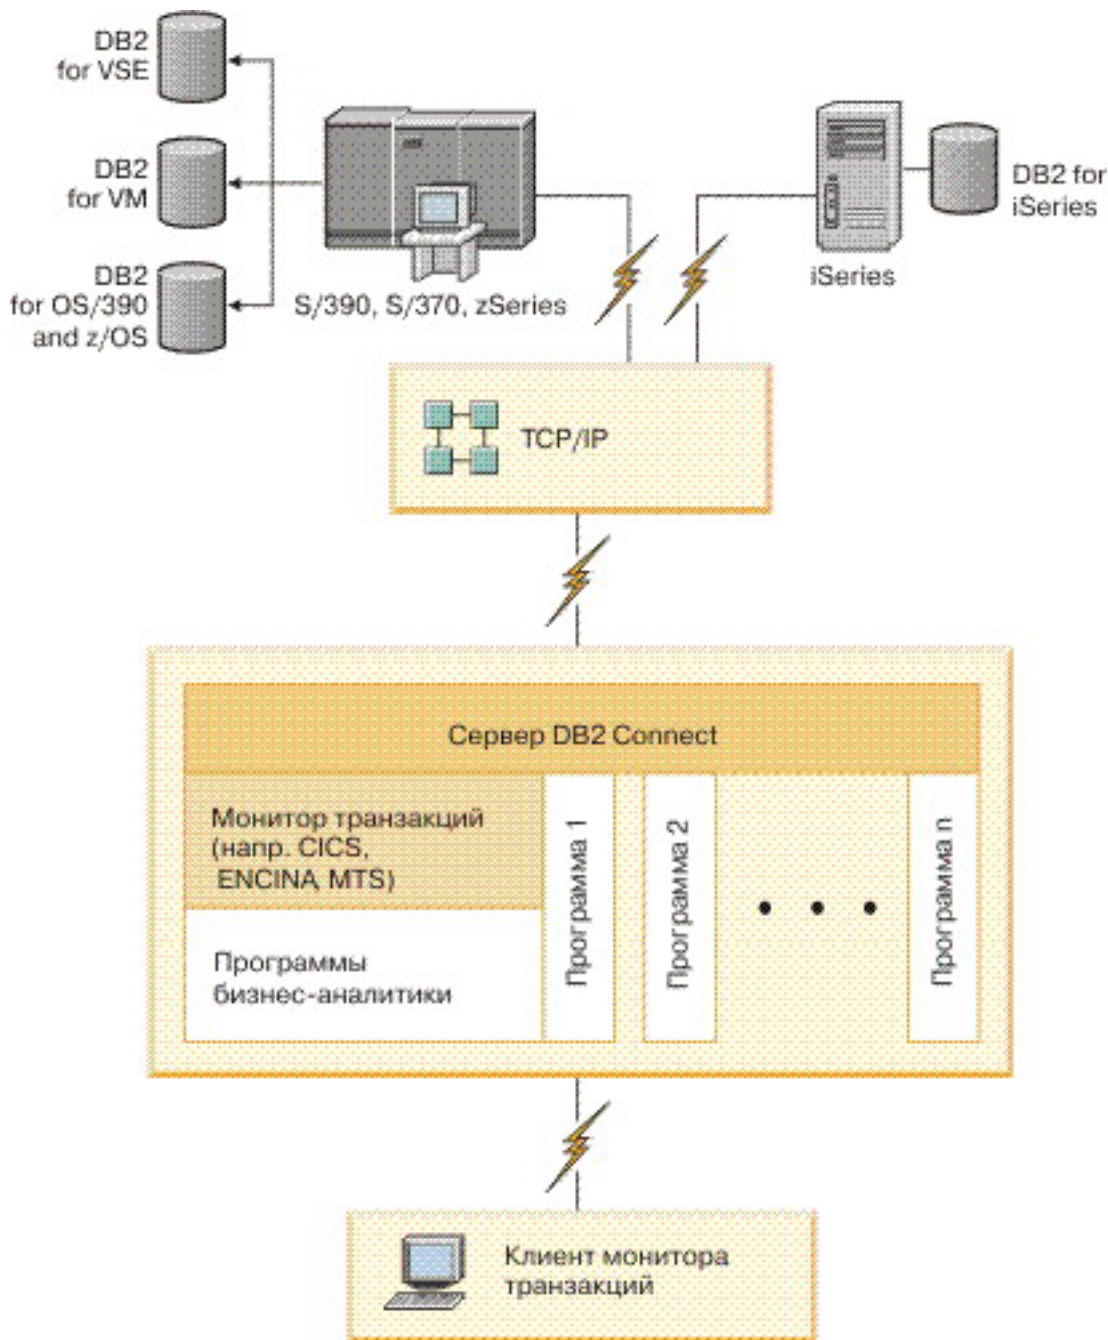 DB2
for VSE
DB2
for VM
DB2
for OS/390
and z/OS
S/390, S/370, zSeries
iSeries
DB2 for
iSeries
TCP/IP
Сервер DB2 Connect
Монитор транзакций
(напр. CICS,
ENCINA, MTS)
Программы
бизнес-аналитики
Программа 1
Программа 2
Программа n
Клиент монитора
транзакций